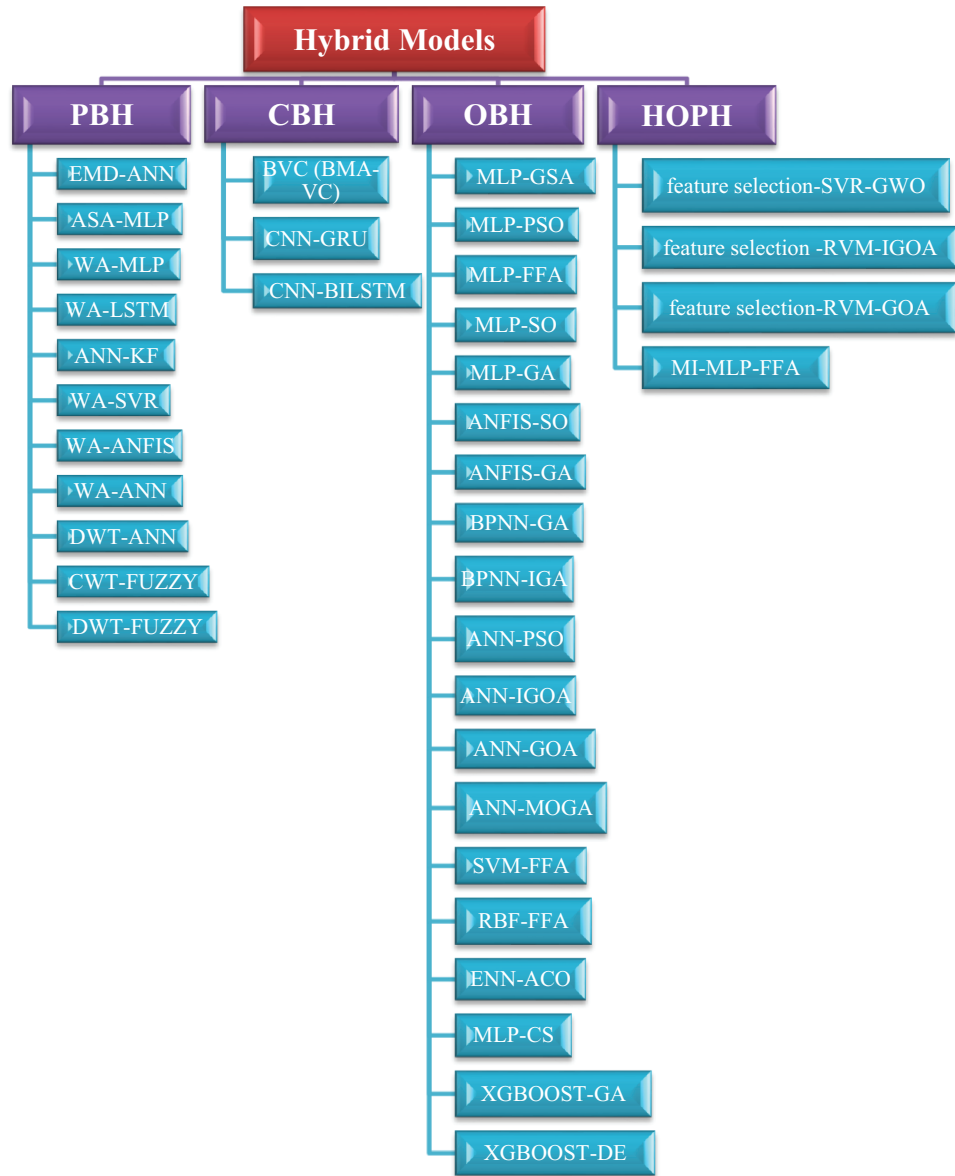 Hybrid Models
PBH
EMD-ANN
ASA-MLP
WA-MLP
WA-LSTM
ANN-KF
WA-SVR
WA-ANFIS
WA-ANN
DWT-ANN
CWT-FUZZY
DWT-FUZZY
CBH
BVC (BMA-
VC)
CNN-GRU
CNN-BILSTM
OBH
MLP-GSA
MLP-PSO
MLP-FFA
MLP-SO
MLP-GA
ANFIS-SO
ANFIS-GA
BPNN-GA
BPNN-IGA
ANN-PSO
ANN-IGOA
ANN-GOA
ANN-MOGA
SVM-FFA
RBF-FFA
ENN-ACO
MLP-CS
XGBOOST-GA
XGBOOST-DE
HOPH
feature selection-SVR-GWO
feature selection -RVM-IGOA
feature selection-RVM-GOA
MI-MLP-FFA